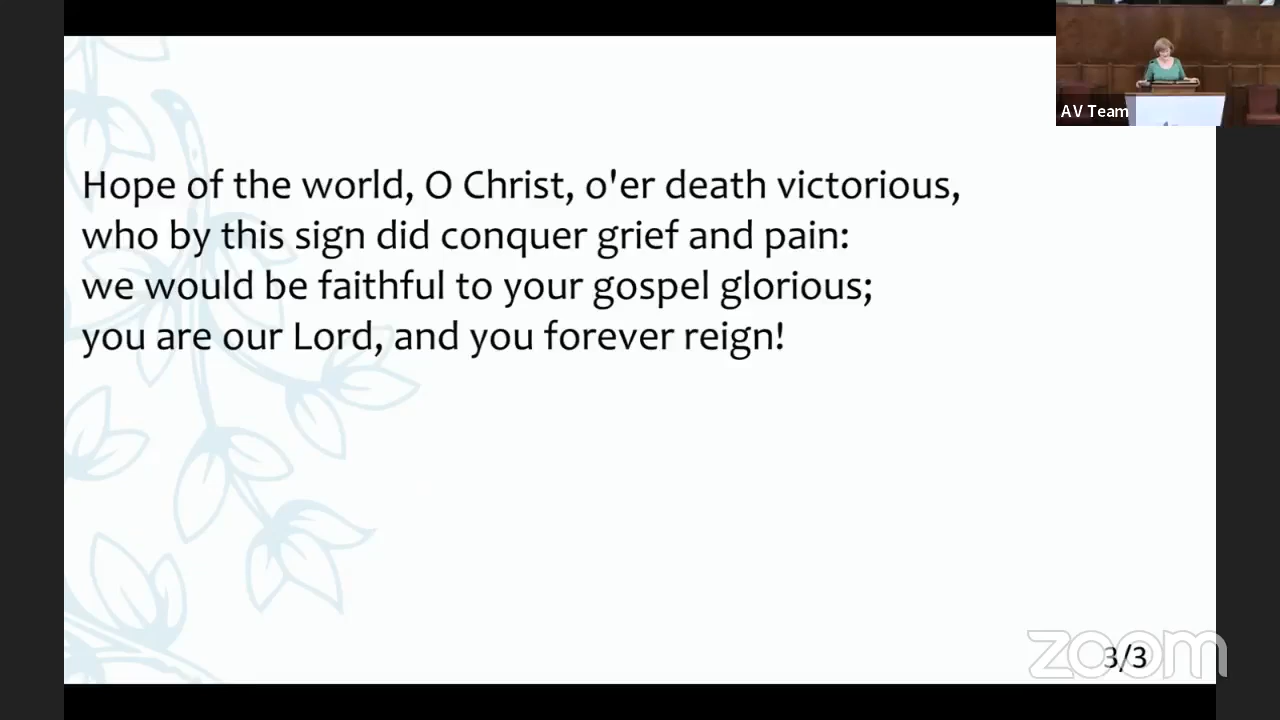 AV Team
Hope of the world, O Christ, o'er death victorious,
who by this sign did conquer grief and pain:
we would be faithful to your gospel glorious;
you are our Lord, and you forever reign!
zoom
3/3